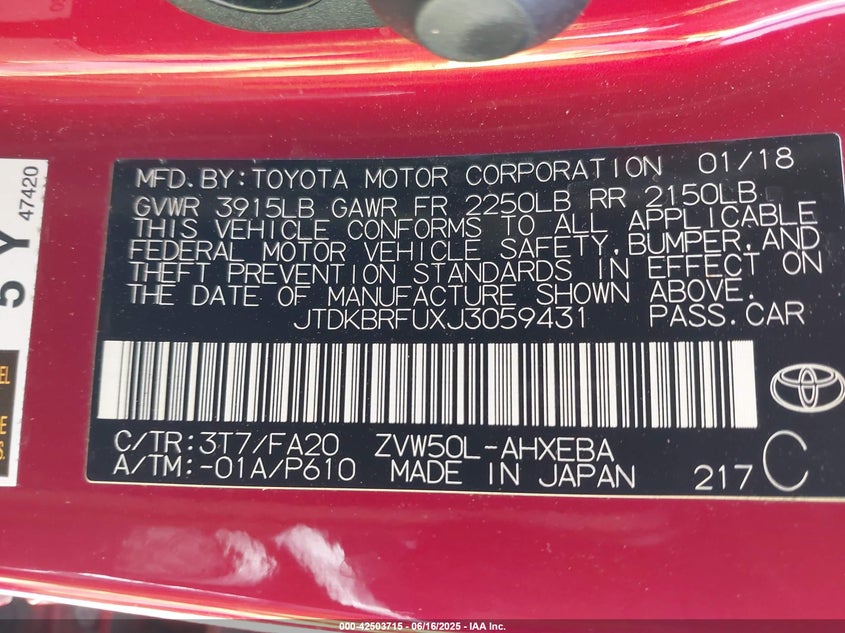 MFD.BY:TOYOTA MOTOR CORPORATION 01/18
GVWR 3915LB GAWR FR 2250LB RR 2150LB
THIS VEHICLE CONFORMS TO ALL APPLICABLE
FEDERAL MOTOR VEHICLE SAFETY,BUMPER,AND
THEFT PREVENTION STANDARDS IN EFFECT ON
THE DATE OF MANUFACTURE SHOWN ABOVE.
JTDKBRFUXJ3059431 PASS.CAR
C/TR:3T7/FA20 ZVW50L-AHXEBA
A/TM:-01A/P610 MADE IN JAPAN 217 C
5 Y
47420
EL
E
S.
000-42503715 - 06/16/2025 - IAA Inc.